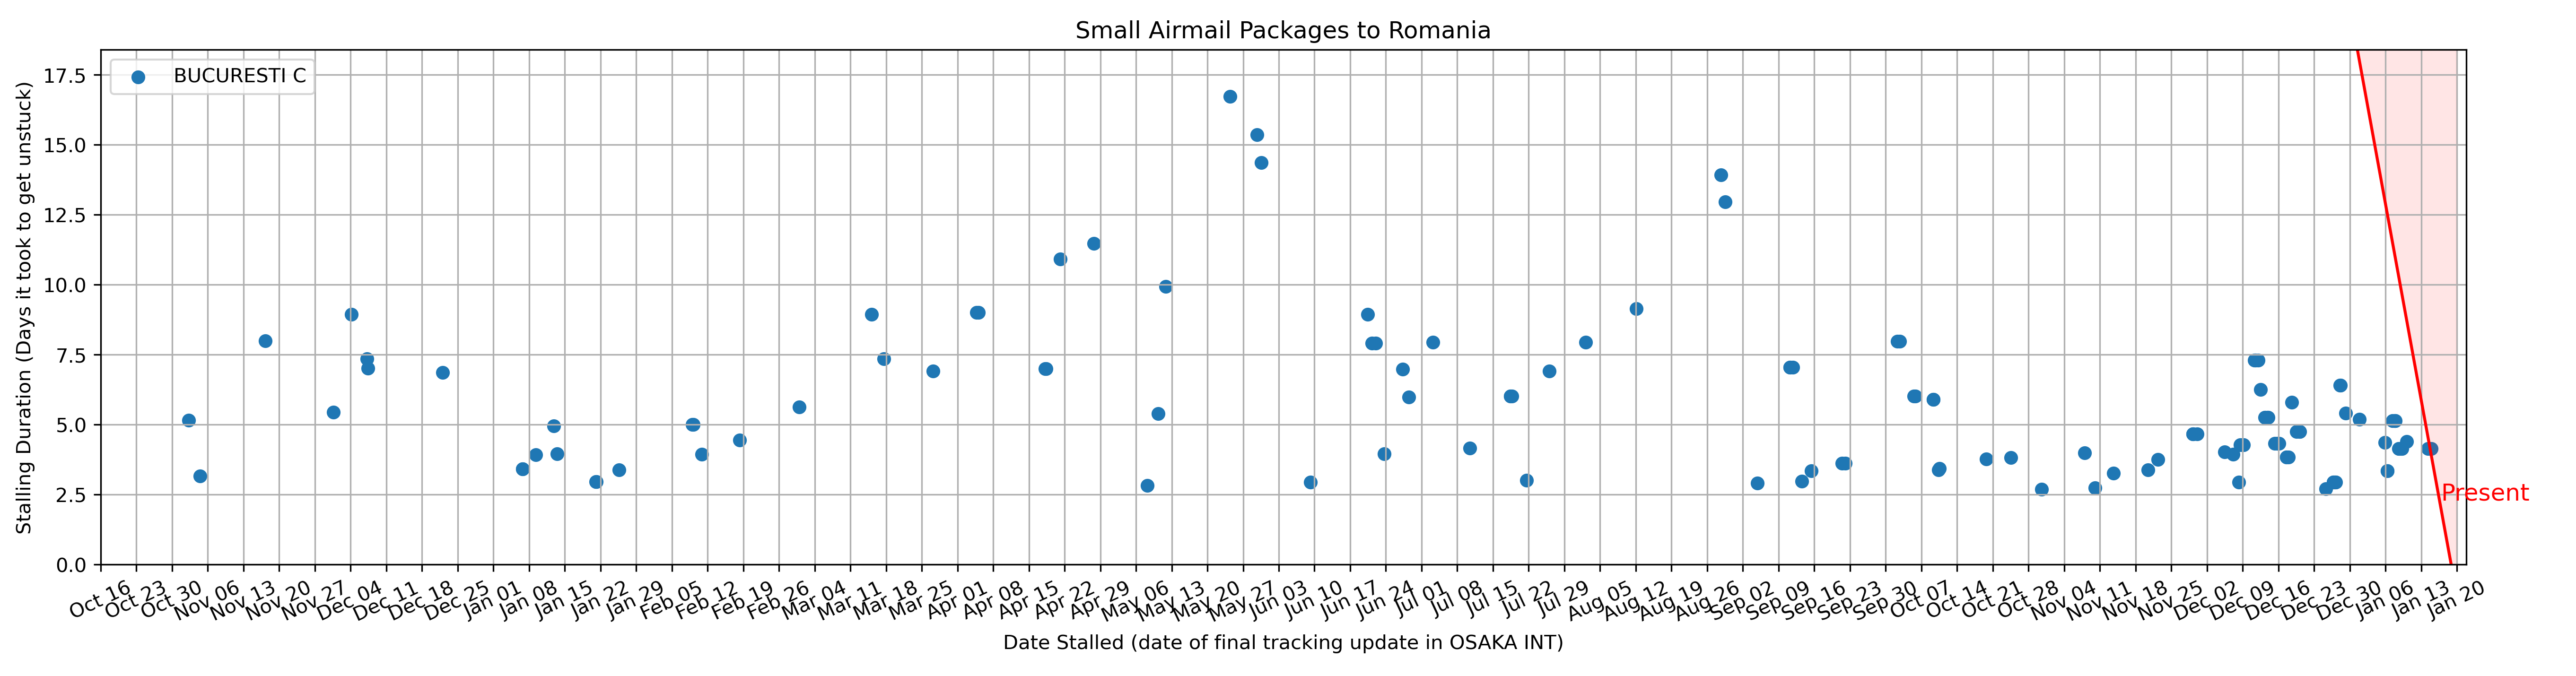 Small Airmail Packages to Romania
BUCURESTI C
Stalling Duration (Days it took to get unstuck)
17.5
15.0
12.5
10.0
7.5
5.0
2.5
0.0
Present
Oct 16 Oct 23 Oct 30 Nov 06 Nov 13 Nov 20 Nov 27 Dec 04 Dec 11 Dec 18 Dec 25 Jan 01 Jan 08 Jan 15 Jan 22 Jan 29 Feb 05 Feb 12 Feb 19 Feb 26 Mar 04 Mar 11 Mar 18 Mar 25 Apr 01 Apr 08 Apr 15 Apr 22 Apr 29 May 06 May 13 May 20 May 27 Jun 03 Jun 10 Jun 17 Jun 24 Jul 01 Jul 08 Jul 15 Jul 22 Jul 29 Aug 05 Aug 12 Aug 19 Aug 26 Sep 02 Sep 09 Sep 16 Sep 23 Sep 30 Oct 07 Oct 14 Oct 21 Oct 28 Nov 04 Nov 11 Nov 18 Nov 25 Dec 02 Dec 09 Dec 16 Dec 23 Dec 30 Jan 06 Jan 13 Jan 20
Date Stalled (date of final tracking update in OSAKA INT)